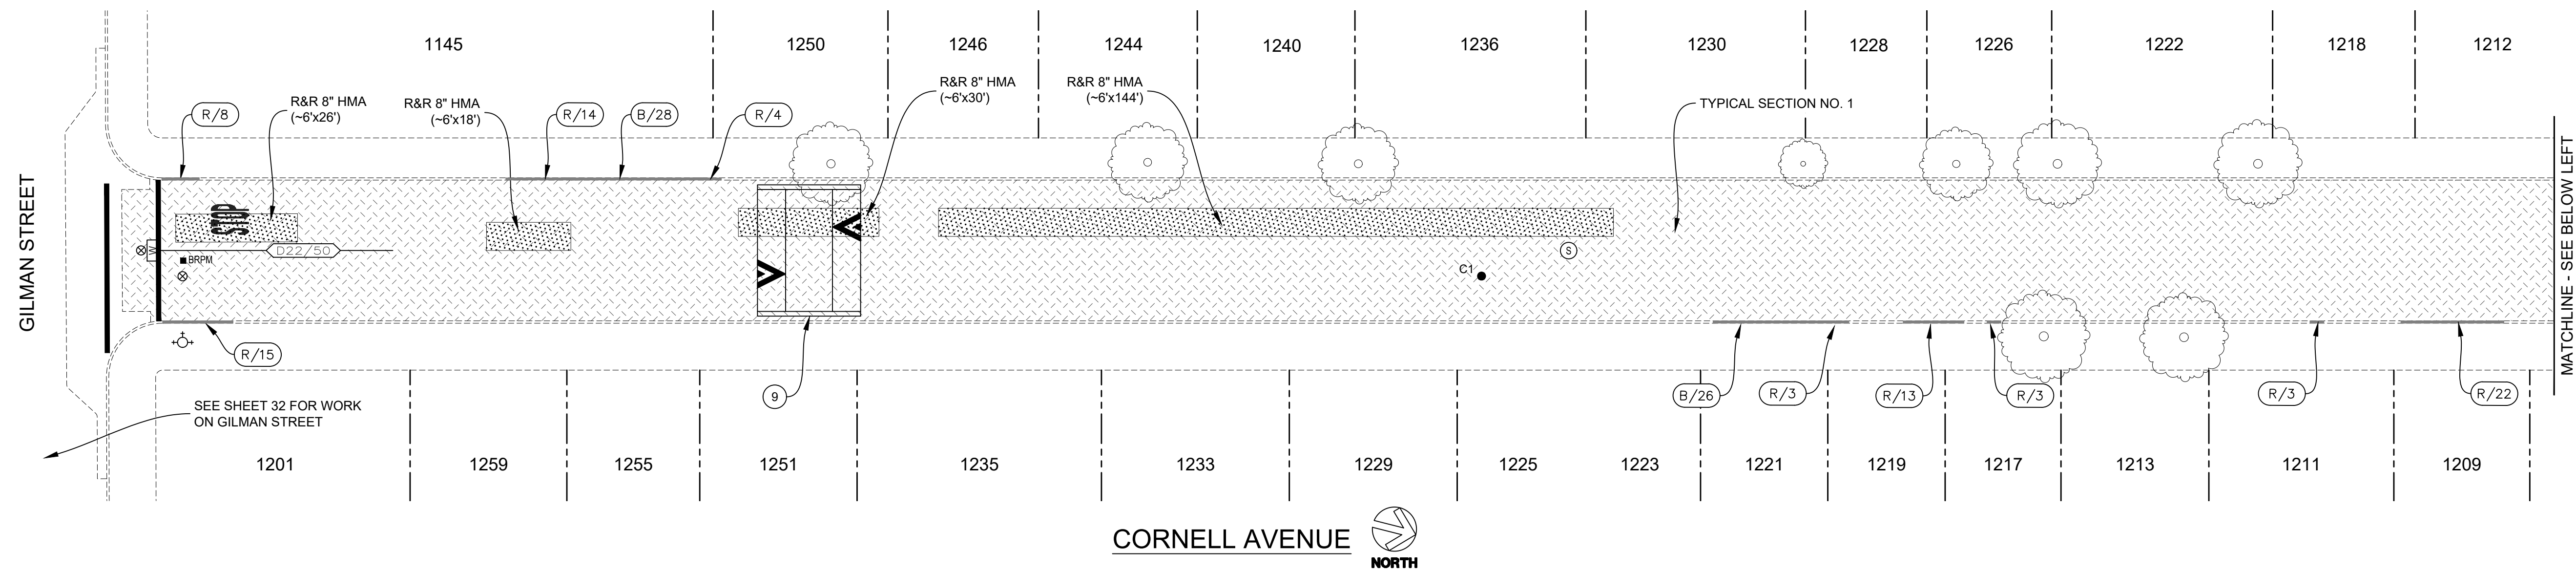 1145
1250
1246
1244
1240
1236
1230
1228
1226
1222
1218
1212
R/8
R&R 8" HMA
(~6'x26')
R&R 8" HMA
(~6'x18')
R/14
B/28
R/4
R&R 8" HMA
(~6'x30')
R&R 8" HMA
(~6'x144')
TYPICAL SECTION NO. 1
GILMAN STREET
STOP
W
D22/50
BRPM
S
C1
MATCHLINE - SEE BELOW LEFT
R/15
9
B/26
R/3
R/13
R/3
R/3
R/22
SEE SHEET 32 FOR WORK
ON GILMAN STREET
1201
1259
1255
1251
1235
1233
1229
1225
1223
1221
1219
1217
1213
1211
1209
CORNELL AVENUE
NORTH